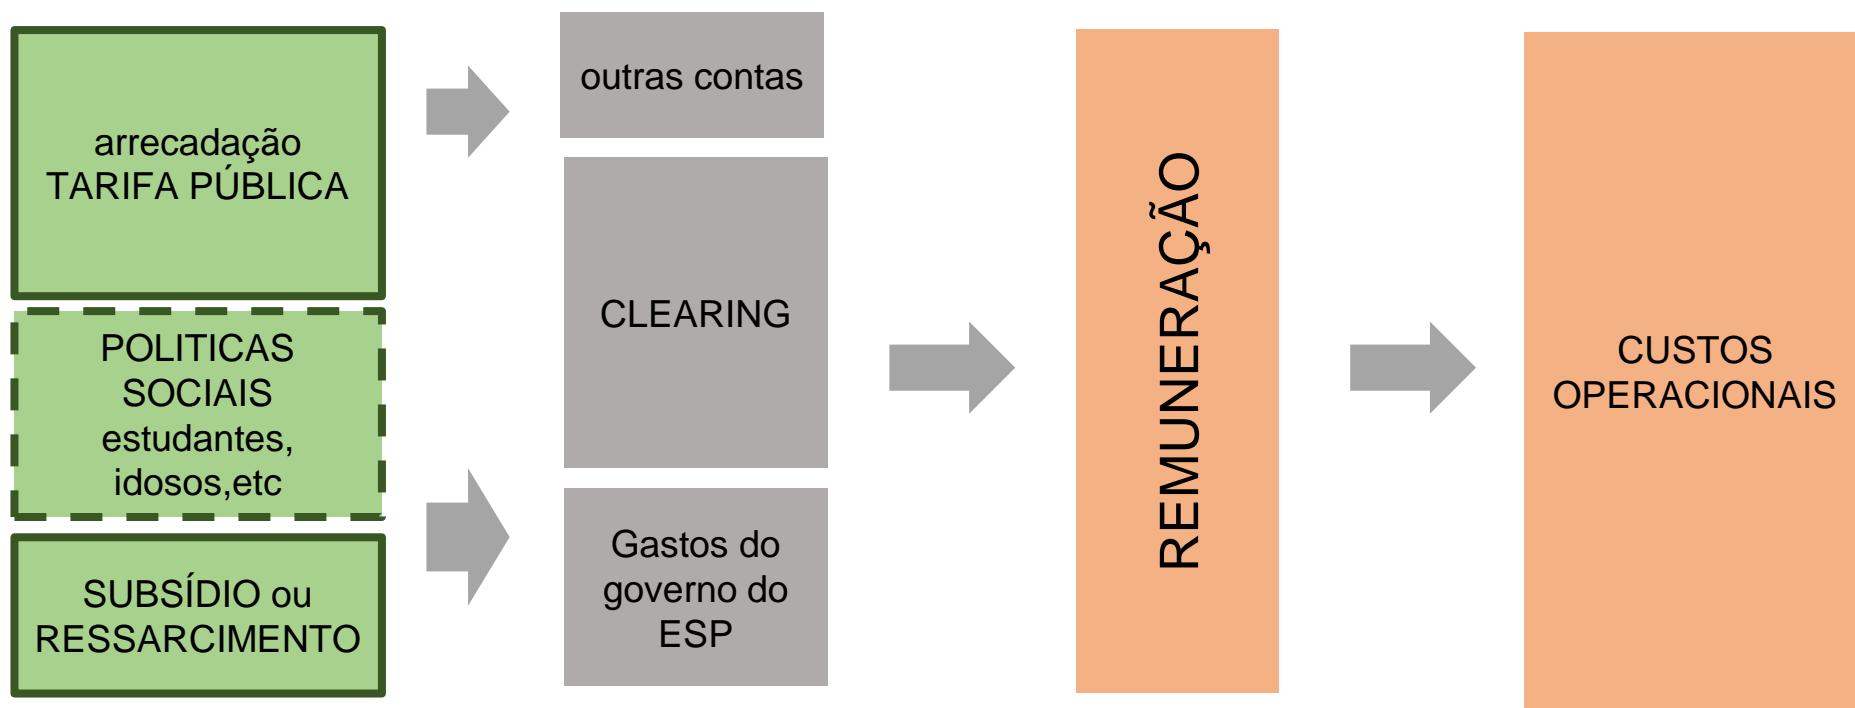 arrecadação
TARIFA PÚBLICA
POLITICAS
SOCIAIS
estudantes,
idosos,etc
SUBSÍDIO ou
RESSARCIMENTO
outras contas
CLEARING
Gastos do
governo do
ESP
REMUNERAÇÃO
CUSTOS
OPERACIONAIS